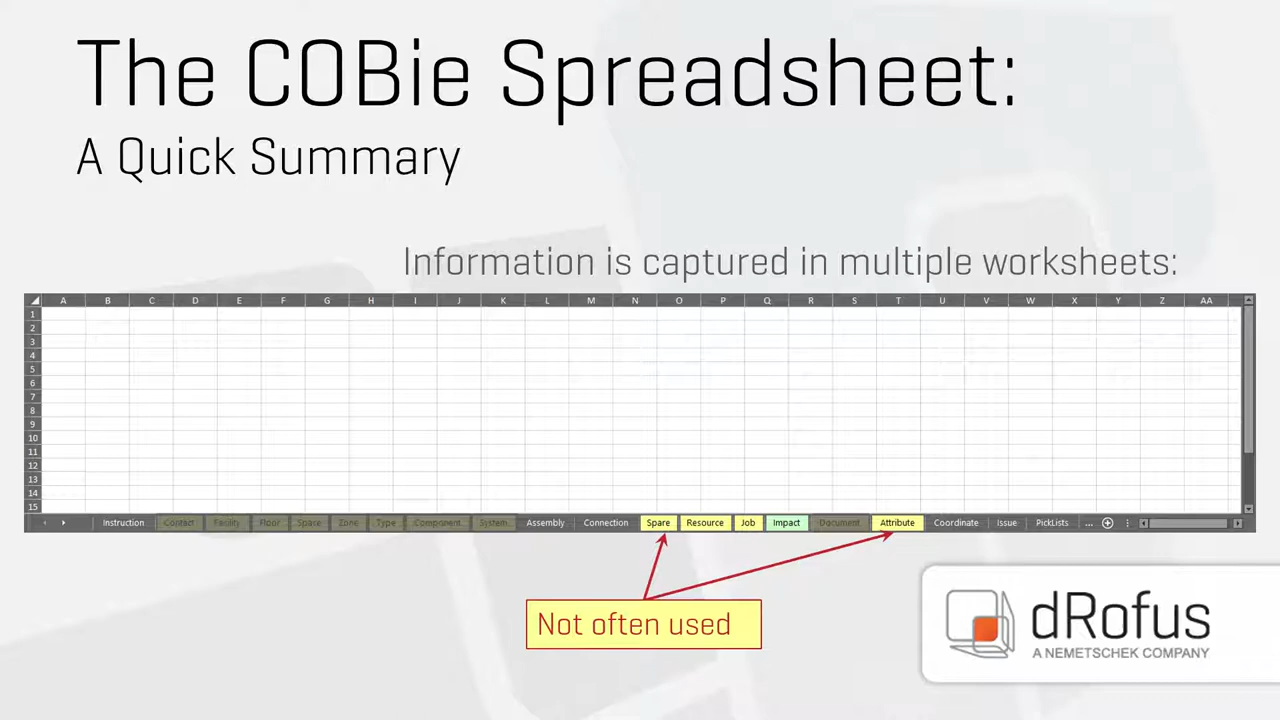 The COBie Spreadsheet:
A Quick Summary
Information is captured in multiple worksheets:
A B C D E F G H I J K L M N O P Q R S T U V W X Y Z AA
1
2
3
4
5
6
7
8
9
10
11
12
13
14
15
Instruction Contact Facility Floor Space Zone Type Component System Assembly Connection Spare Resource Job Impact Document Attribute Coordinate Issue PickLists ...
Not often used
dRofus
A NEMETSCHEK COMPANY